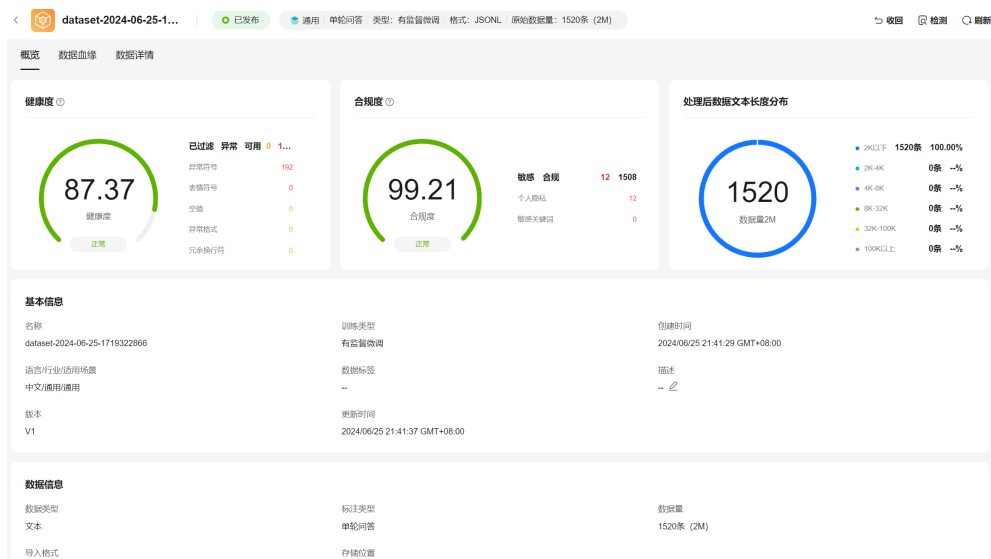 dataset-2024-06-25-1... 已发布 通用 单轮问答 类型：有监督微调 格式：JSONL 原始数据量：1520条（2M） 收回 检测 刷新
概览 数据血缘 数据详情
健康度
87.37
健康度
正常
已过滤 异常 可用 0 1...
异常符号 192
表情符号 0
空值 0
异常格式 0
冗余换行符 0
合规度
99.21
合规度
正常
敏感 合规 12 1508
个人隐私 12
敏感关键词 0
处理后数据文本长度分布
1520
数据量2M
2K以下 1520条 100.00%
2K-4K 0条 --%
4K-8K 0条 --%
8K-32K 0条 --%
32K-100K 0条 --%
100K以上 0条 --%
基本信息
名称 训练类型 创建时间
dataset-2024-06-25-1719322866 有监督微调 2024/06/25 21:41:29 GMT+08:00
语言/行业/适用场景 数据标签 描述
中文/通用/通用 -- --
版本 更新时间
V1 2024/06/25 21:41:37 GMT+08:00
数据信息
数据类型 标注类型 数据量
文本 单轮问答 1520条（2M）
导入格式 存储位置